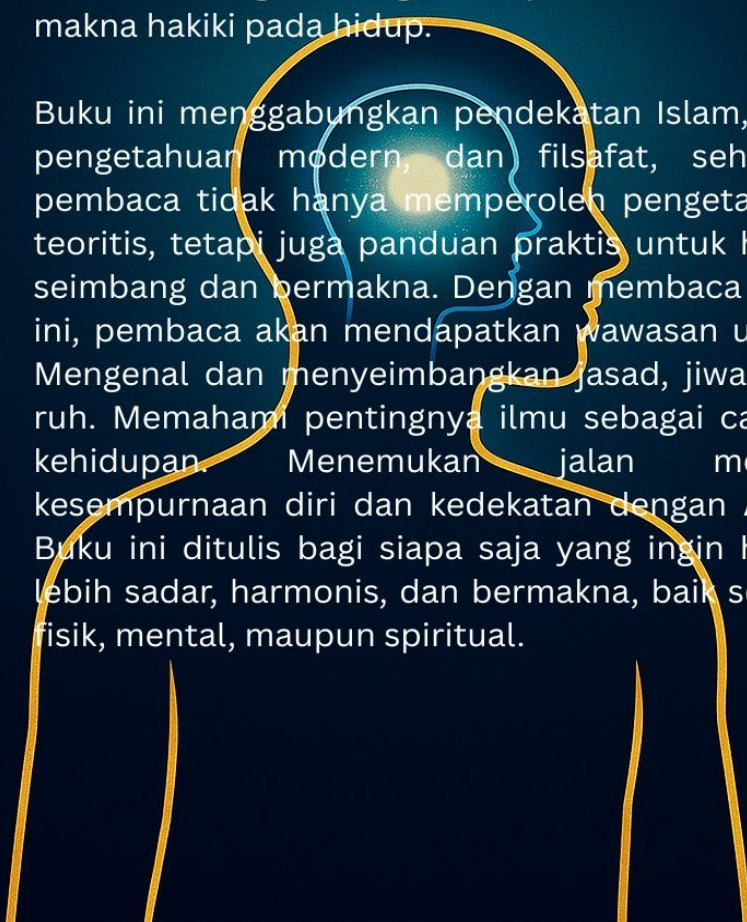 makna hakiki pada hidup.
Buku ini menggabungkan pendekatan Islam,
pengetahuan modern, dan filsafat,
pembaca tidak hanya memperoleh
teoritis, tetapi juga panduan praktis untuk
seimbang dan bermakna. Dengan membaca
ini, pembaca akan mendapatkan wawasan
Mengenal dan menyeimbangkan jasad,
ruh. Memahami pentingnya ilmu sebagai
kehidupan. Menemukan jalan
kesempurnaan diri dan kedekatan dengan
Buku ini ditulis bagi siapa saja yang ingin
lebih sadar, harmonis, dan bermakna, baik
fisik, mental, maupun spiritual.